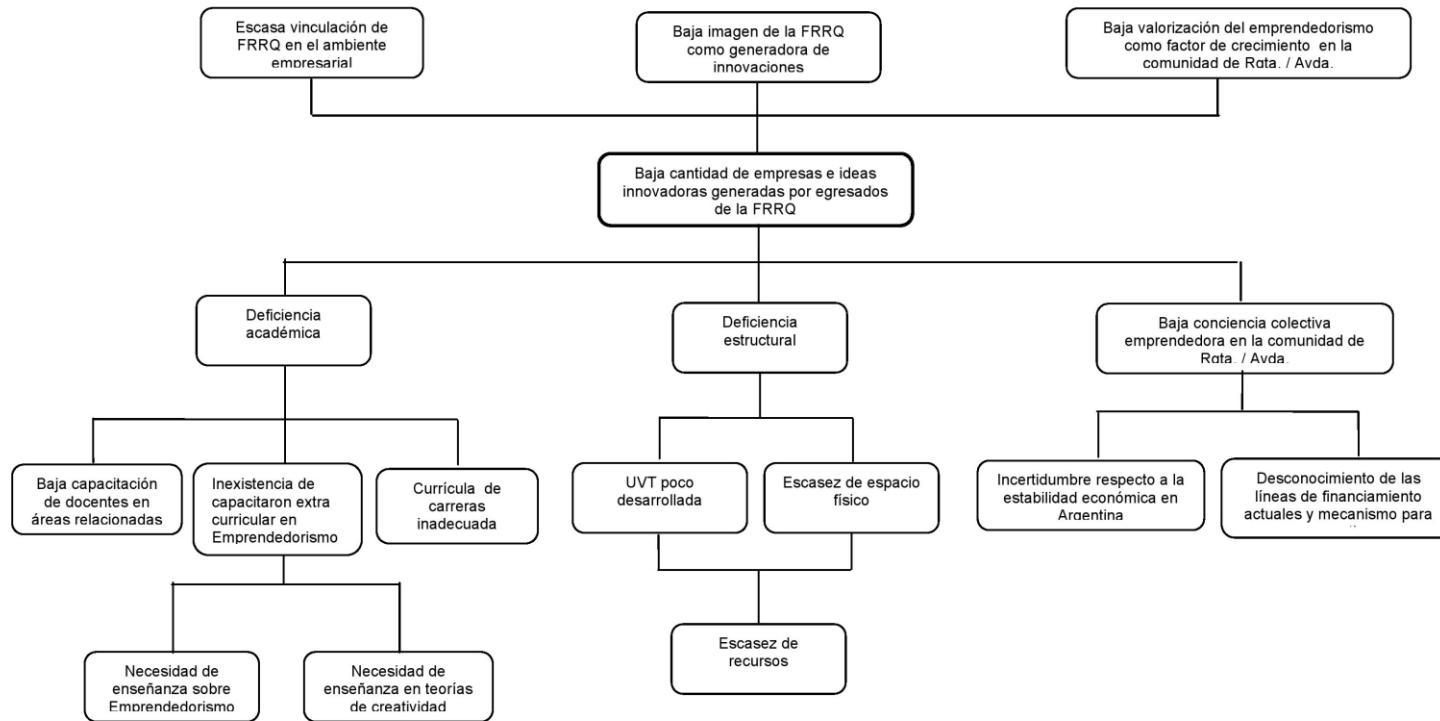 Escasa vinculación de
FRRQ en el ambiente
empresarial
Baja imagen de la FRRQ
como generadora de
innovaciones
Baja valorización del emprendedorismo
como factor de crecimiento en la
comunidad de Rqta. / Avda.
Baja cantidad de empresas e ideas
innovadoras generadas por egresados
de la FRRQ
Deficiencia
académica
Deficiencia
estructural
Baja conciencia colectiva
emprendedora en la comunidad de
Rqta. / Avda.
Baja capacitación
de docentes en
áreas relacionadas
Inexistencia de
capacitaron extra
curricular en
Emprendedorismo
Currícula de
carreras
inadecuada
UVT poco
desarrollada
Escasez de espacio
físico
Incertidumbre respecto a la
estabilidad económica en
Argentina
Desconocimiento de las
líneas de financiamiento
actuales y mecanismo para
Necesidad de
enseñanza sobre
Emprendedorismo
Necesidad de
enseñanza en teorías
de creatividad
Escasez de
recursos